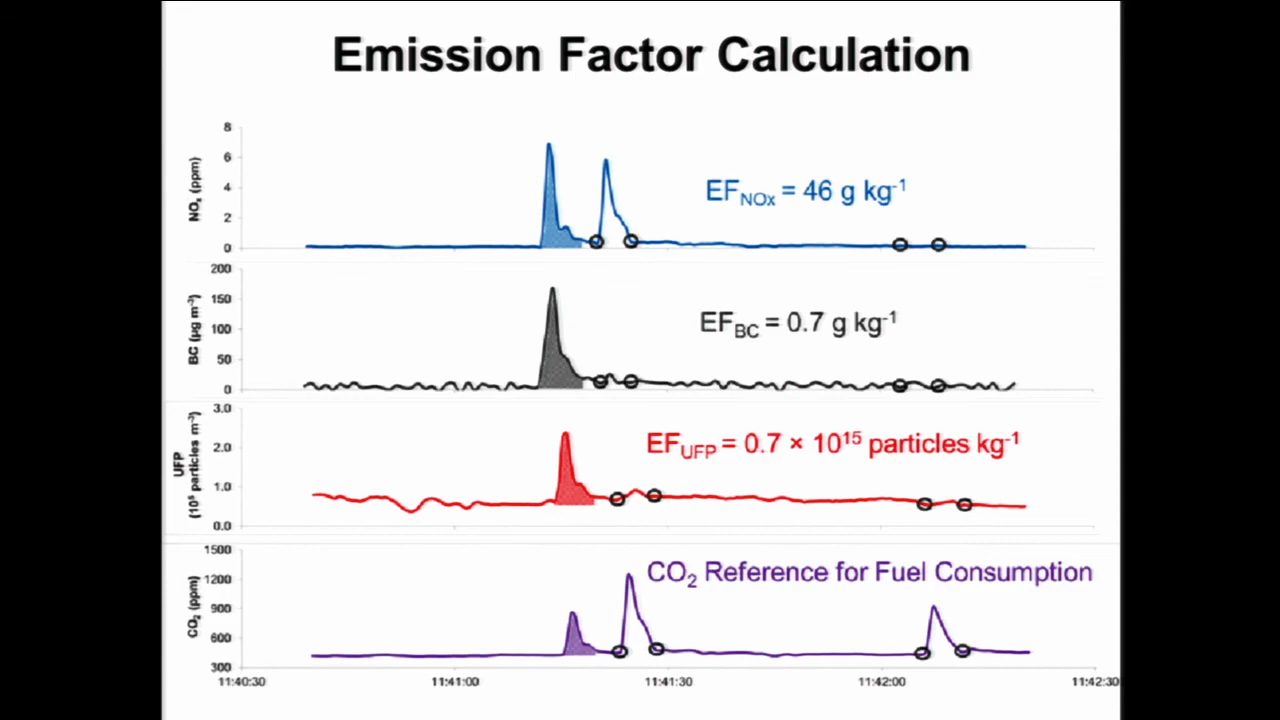 Emission Factor Calculation
8
6
4
2
0
NOₓ (ppm)
EF_NOx = 46 g kg⁻¹
200
150
100
50
0
BC (µg m⁻³)
EF_BC = 0.7 g kg⁻¹
3.0
2.0
1.0
0.0
UFP
(10⁵ particles m⁻³)
EF_UFP = 0.7 × 10¹⁵ particles kg⁻¹
1500
1200
900
600
300
CO₂ (ppm)
CO₂ Reference for Fuel Consumption
11:40:30 11:41:00 11:41:30 11:42:00 11:42:30